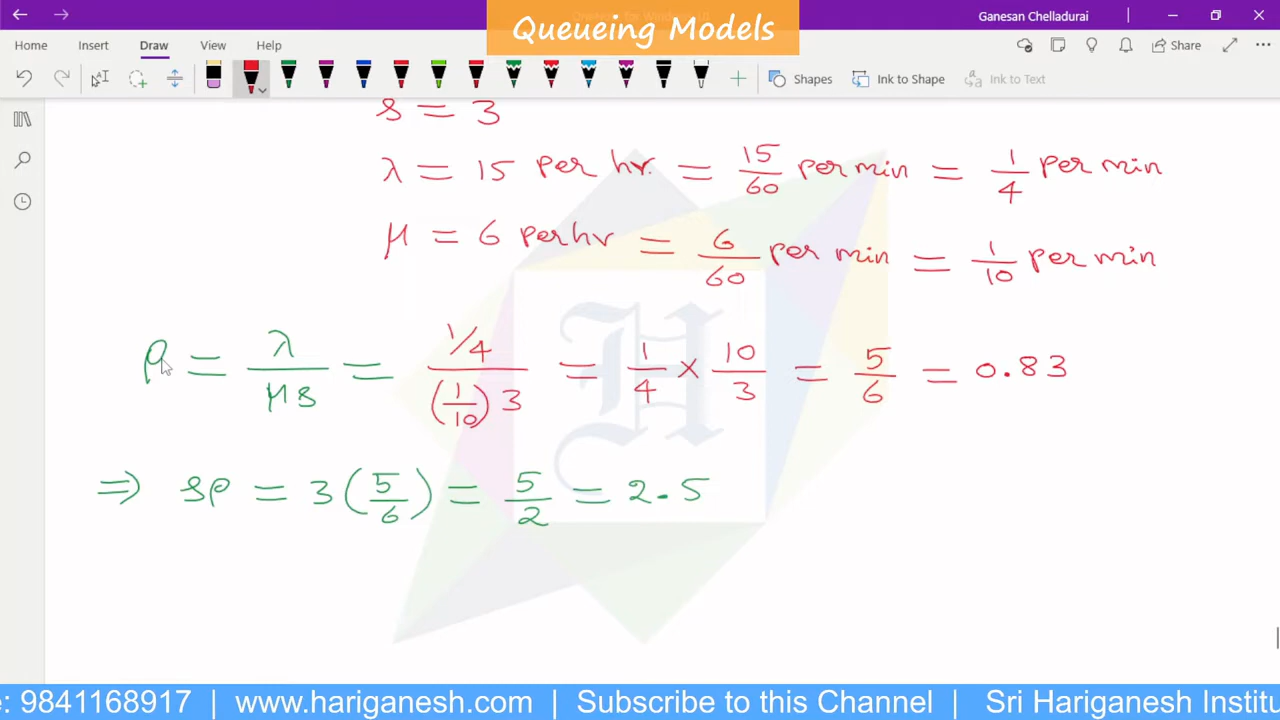 Queueing Models
Ganesan Chelladurai
Home Insert Draw View Help Share
Shapes Ink to Shape Ink to Text
s = 3
λ = 15 per hr. = 15/60 per min = 1/4 per min
μ = 6 per hr = 6/60 per min = 1/10 per min
ρ = λ/μs = (1/4)/((1/10)3) = 1/4 × 10/3 = 5/6 = 0.83
⇒ sρ = 3(5/6) = 5/2 = 2.5
H
e: 9841168917 | www.hariganesh.com | Subscribe to this Channel | Sri Hariganesh Institu